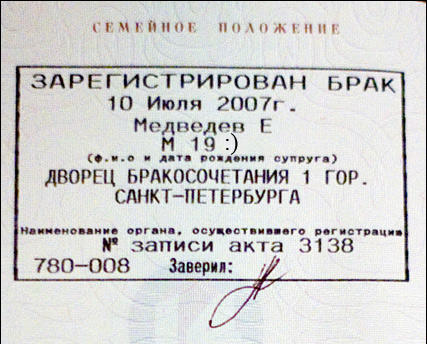 СЕМЕЙНОЕ ПОЛОЖЕНИЕ
ЗАРЕГИСТРИРОВАН БРАК
10 Июля 2007г.
Медведев Е
М 19 :)
(ф.и.о и дата рождения супруга)
ДВОРЕЦ БРАКОСОЧЕТАНИЯ 1 ГОР.
САНКТ-ПЕТЕРБУРГА
Наименование органа, осуществившего регистрацию
№ записи акта 3138
780-008 Заверил: